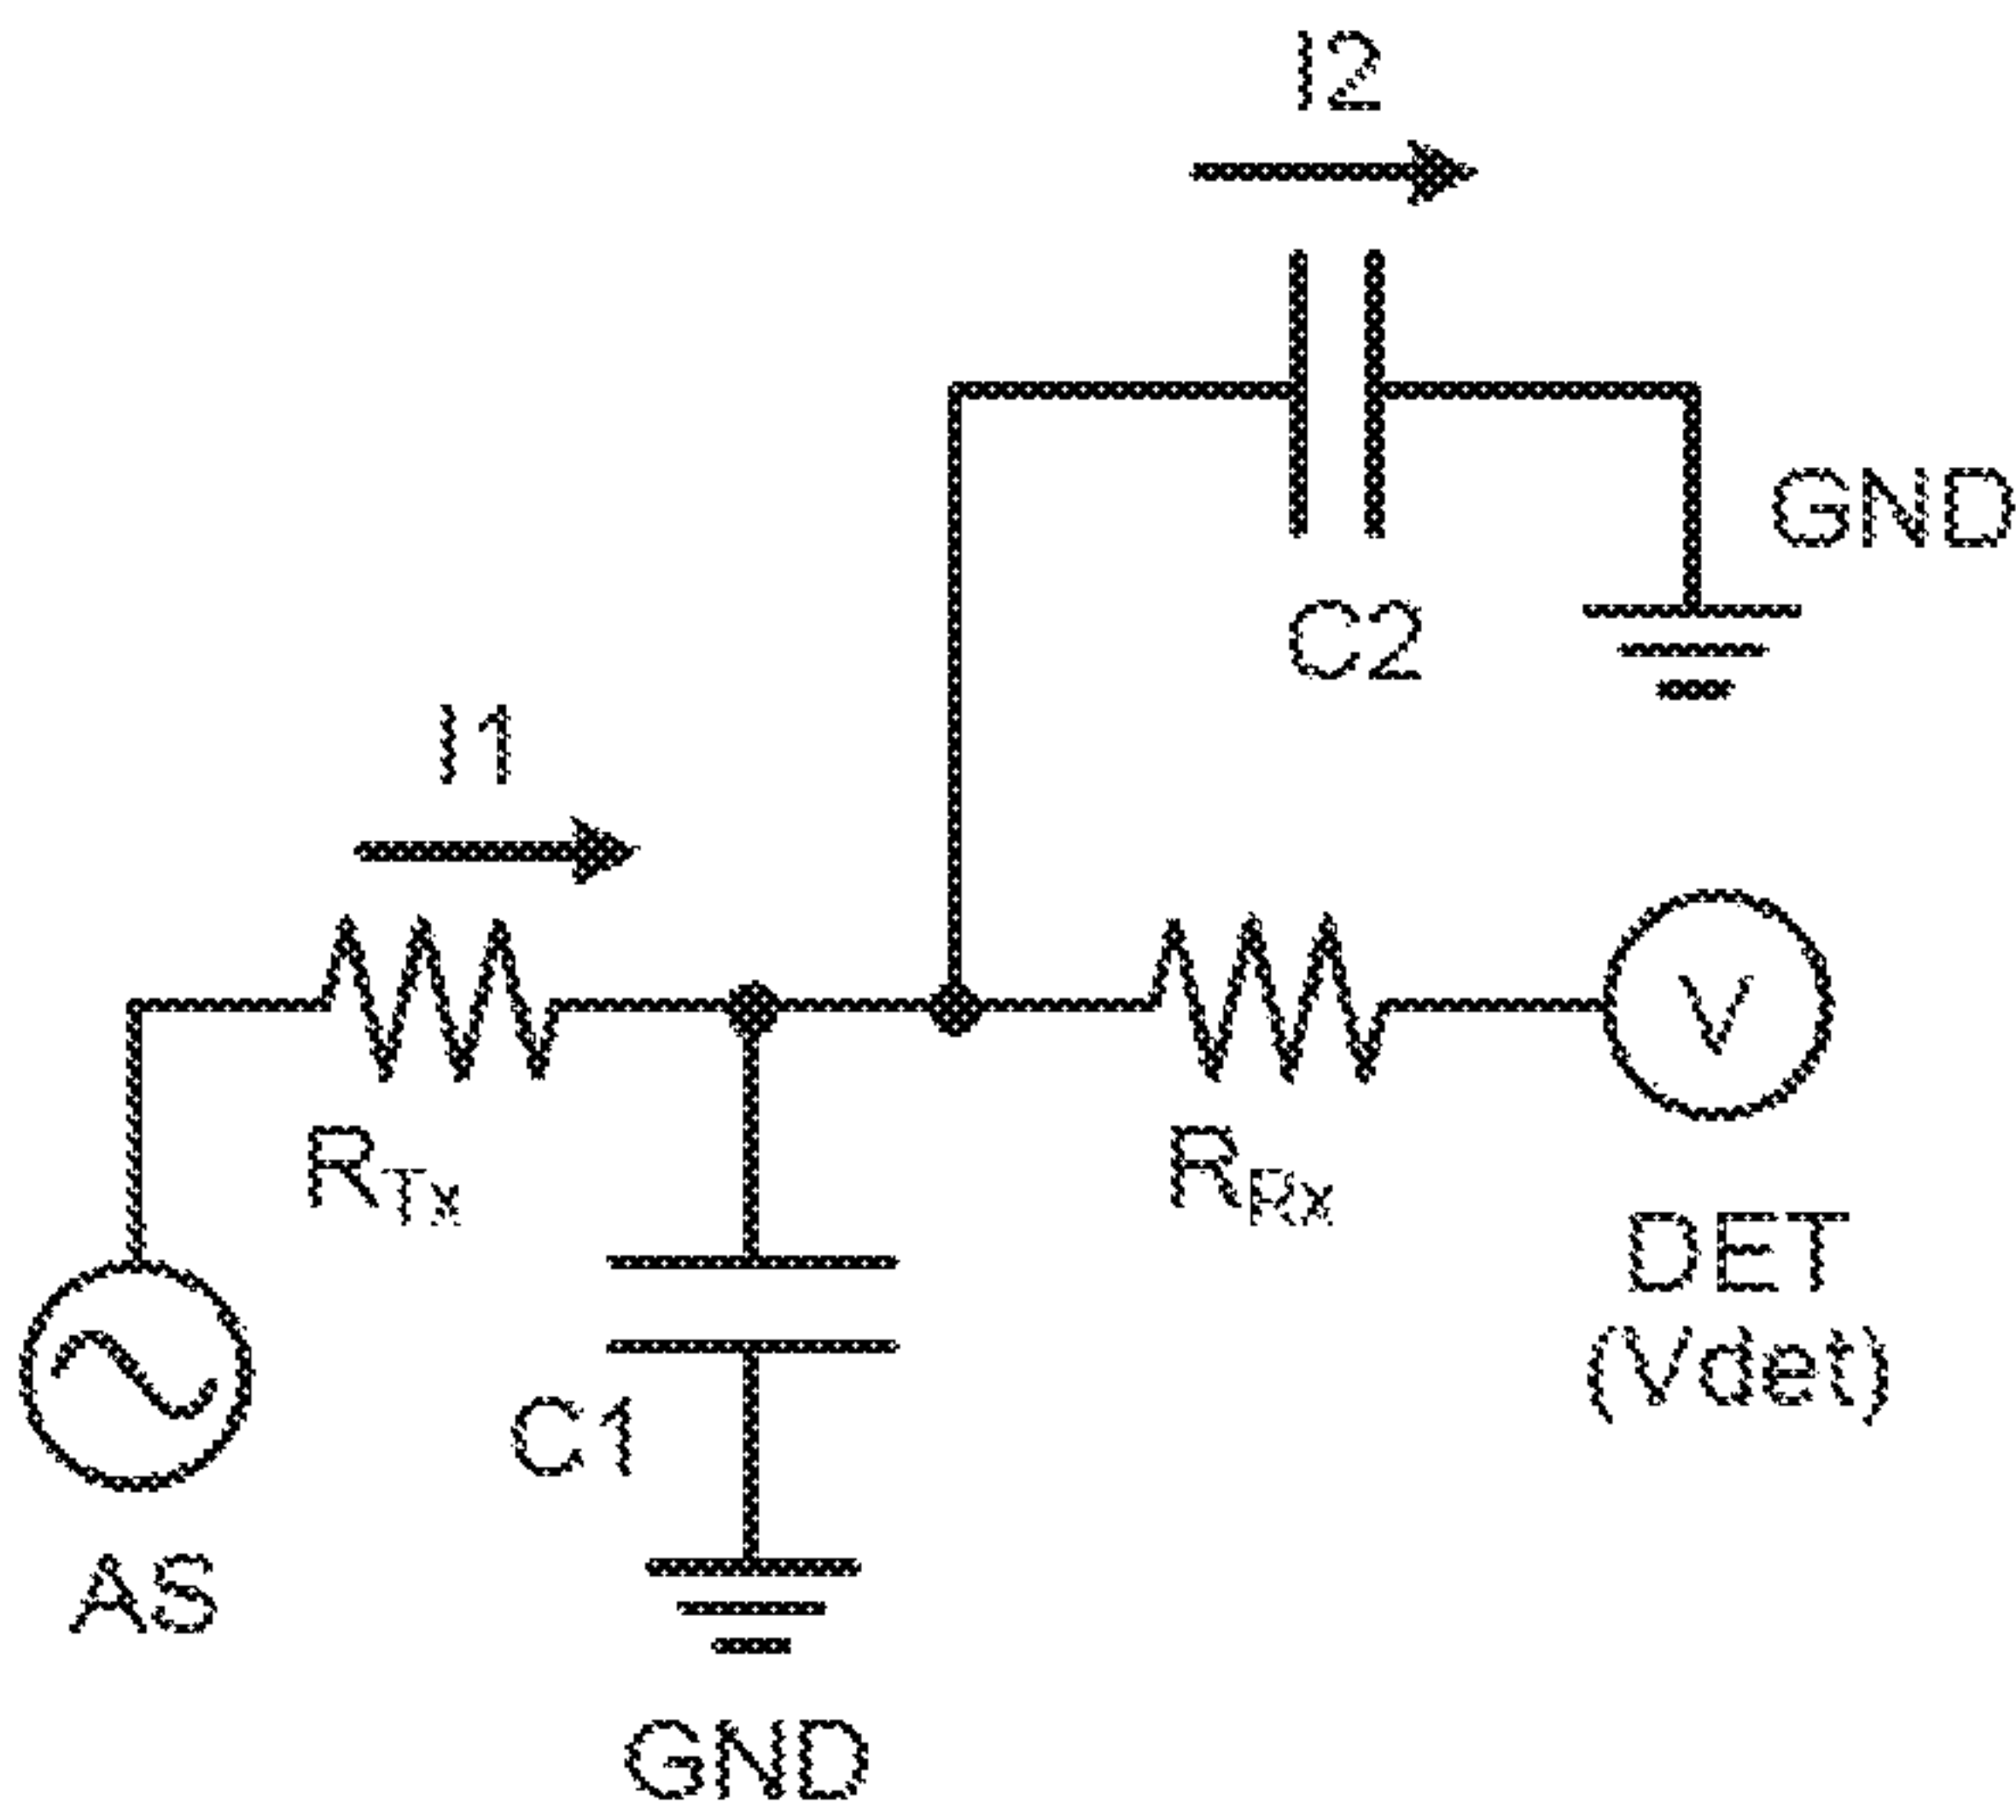 I2
GND
C2
I1
V
RTx
RRx
DET
(Vdet)
C1
AS
GND